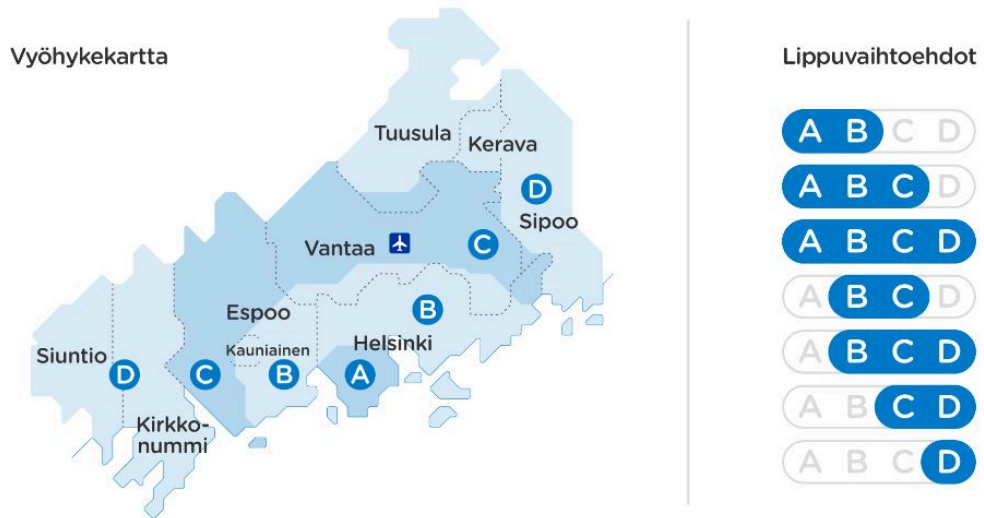 Vyöhykekartta
Tuusula
Kerava
D
Sipoo
Vantaa
C
Espoo
B
Helsinki
Kauniainen
Siuntio
D
C
B
A
Kirkko-
nummi
Lippuvaihtoehdot
A B C D
A B C D
A B C D
A B C D
A B C D
A B C D
A B C D